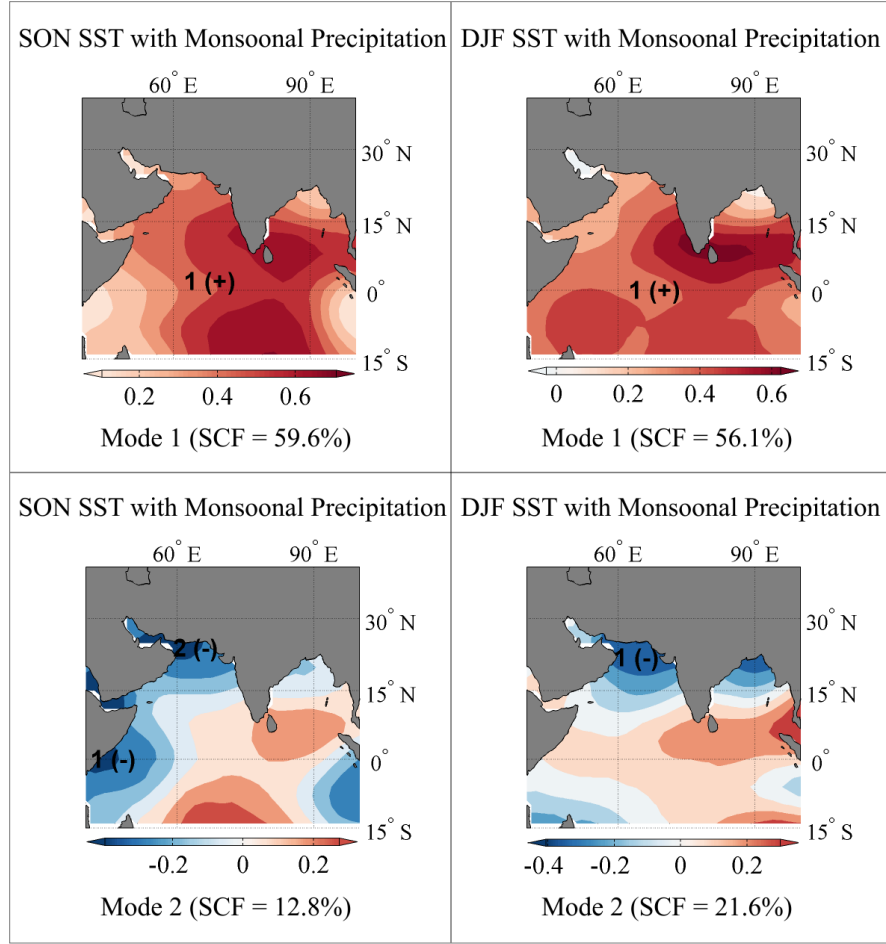 SON SST with Monsoonal Precipitation
60° E 90° E
30° N
15° N
1 (+)
0°
15° S
0.2 0.4 0.6
Mode 1 (SCF = 59.6%)
DJF SST with Monsoonal Precipitation
60° E 90° E
30° N
15° N
1 (+)
0°
15° S
0 0.2 0.4 0.6
Mode 1 (SCF = 56.1%)
SON SST with Monsoonal Precipitation
60° E 90° E
30° N
2 (-)
15° N
1 (-)
0°
15° S
-0.2 0 0.2
Mode 2 (SCF = 12.8%)
DJF SST with Monsoonal Precipitation
60° E 90° E
30° N
1 (-)
15° N
0°
15° S
-0.4 -0.2 0 0.2
Mode 2 (SCF = 21.6%)